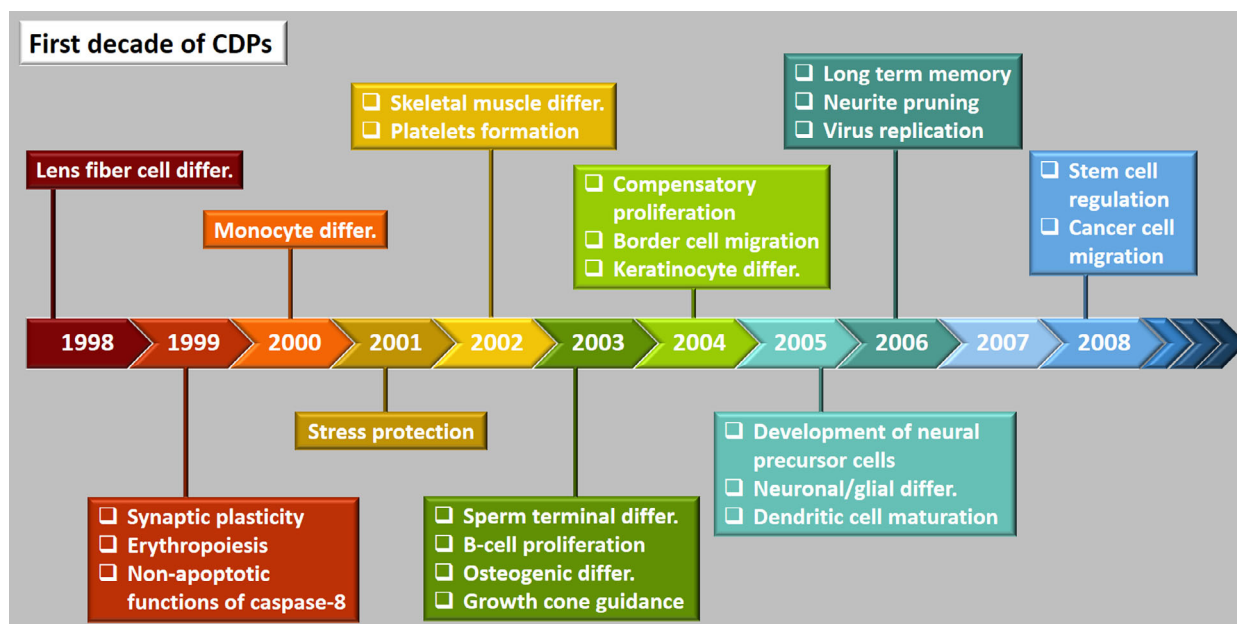 First decade of CDPs
❑ Skeletal muscle differ.
❑ Platelets formation
❑ Long term memory
❑ Neurite pruning
❑ Virus replication
Lens fiber cell differ.
Monocyte differ.
❑ Compensatory
proliferation
❑ Border cell migration
❑ Keratinocyte differ.
❑ Stem cell
regulation
❑ Cancer cell
migration
1998 1999 2000 2001 2002 2003 2004 2005 2006 2007 2008
Stress protection
❑ Synaptic plasticity
❑ Erythropoiesis
❑ Non-apoptotic
functions of caspase-8
❑ Sperm terminal differ.
❑ B-cell proliferation
❑ Osteogenic differ.
❑ Growth cone guidance
❑ Development of neural
precursor cells
❑ Neuronal/glial differ.
❑ Dendritic cell maturation